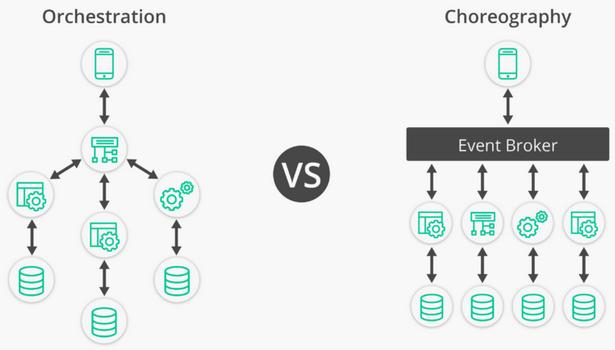 Orchestration
Choreography
VS
Event Broker